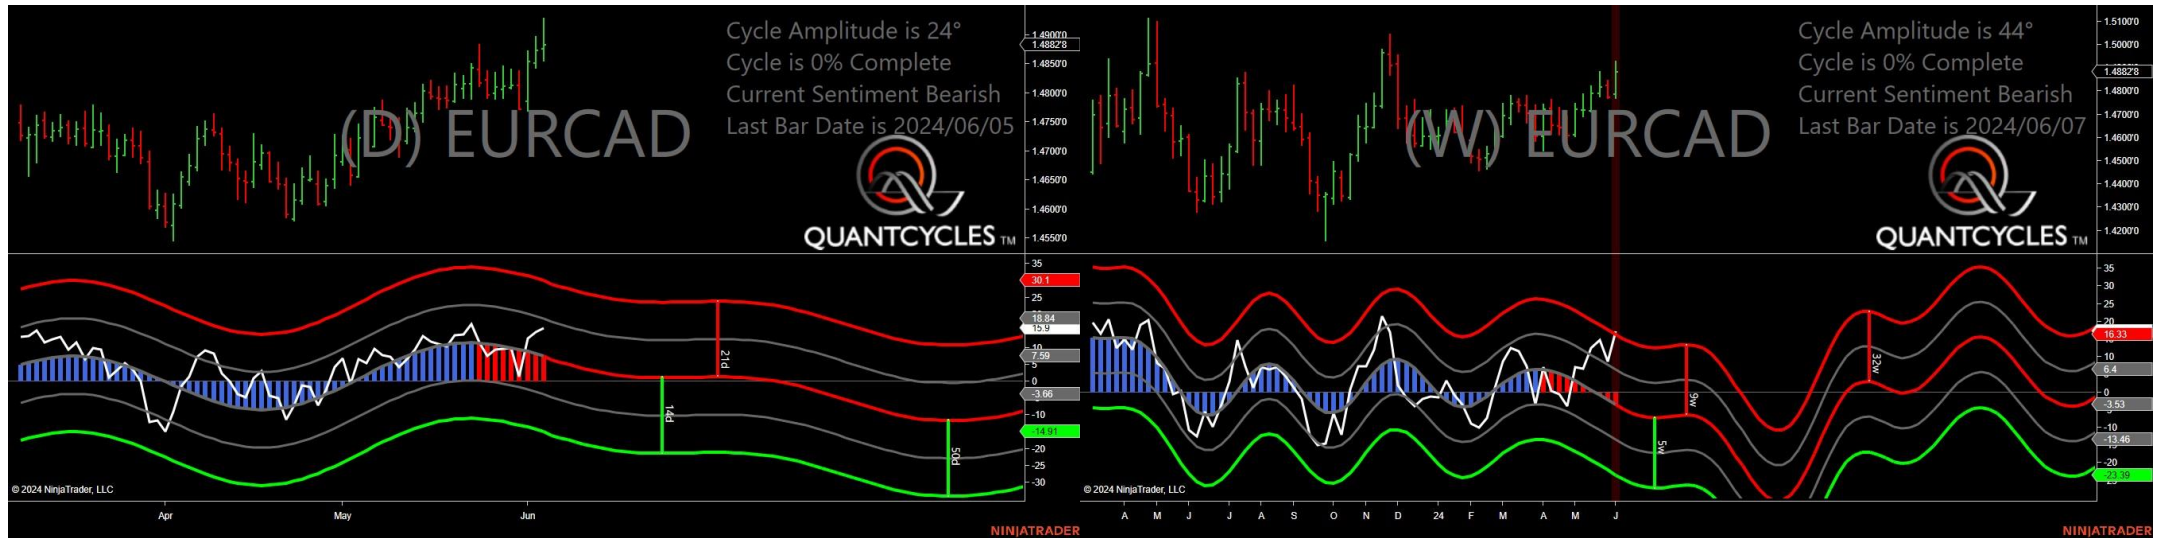 Cycle Amplitude is 24°
Cycle is 0% Complete
Current Sentiment Bearish
Last Bar Date is 2024/06/05
(D) EURCAD
QUANTCYCLES TM
1.4900'0
1.4882'8
1.4850'0
1.4800'0
1.4750'0
1.4700'0
1.4650'0
1.4600'0
1.4550'0
35
30.1
25
18.84
15.9
10
7.59
5
0
-3.66
-10
-14.91
-20
-25
-30
21d
14d
50d
© 2024 NinjaTrader, LLC
Apr May Jun
NINJATRADER
Cycle Amplitude is 44°
Cycle is 0% Complete
Current Sentiment Bearish
Last Bar Date is 2024/06/07
(W) EURCAD
QUANTCYCLES TM
1.5100'0
1.5000'0
1.4882'8
1.4800'0
1.4700'0
1.4600'0
1.4500'0
1.4400'0
1.4300'0
1.4200'0
35
30
25
20
16.33
10
6.4
0
-3.53
-10
-13.46
-20
-23.39
9w
5w
32w
© 2024 NinjaTrader, LLC
A M J J A S O N D 24 F M A M J
NINJATRADER